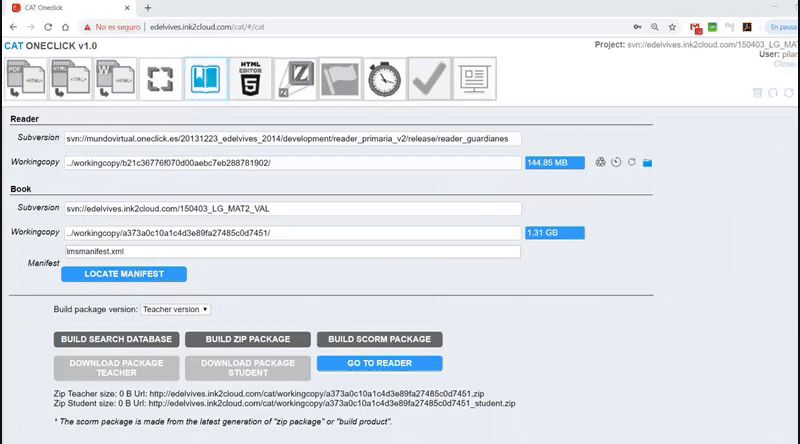 CAT Oneclick
No es seguro | edelvives.ink2cloud.com/cat/#/cat
En pausa
CAT ONECLICK v1.0
Project: svn://edelvives.ink2cloud.com/150403_LG_MAT
User: pilar
Close
PDF <HTML>
<HTML> <HTML>
W <HTML>
HTML EDITOR 5
Reader
Subversion svn://mundovirtual.oneclick.es/20131223_edelvives_2014/development/reader_primaria_v2/release/reader_guardianes
Workingcopy ../workingcopy/b21c36776f070d00aebc7eb288781902/ 144.85 MB
Book
Subversion svn://edelvives.ink2cloud.com/150403_LG_MAT2_VAL
Workingcopy ../workingcopy/a373a0c10a1c4d3e89fa27485c0d7451/ 1.31 GB
imsmanifest.xml
Manifest
LOCATE MANIFEST
Build package version: Teacher version
BUILD SEARCH DATABASE BUILD ZIP PACKAGE BUILD SCORM PACKAGE
DOWNLOAD PACKAGE TEACHER DOWNLOAD PACKAGE STUDENT GO TO READER
Zip Teacher size: 0 B Url: http://edelvives.ink2cloud.com/cat/workingcopy/a373a0c10a1c4d3e89fa27485c0d7451.zip
Zip Student size: 0 B Url: http://edelvives.ink2cloud.com/cat/workingcopy/a373a0c10a1c4d3e89fa27485c0d7451_student.zip
* The scorm package is made from the latest generation of "zip package" or "build product".